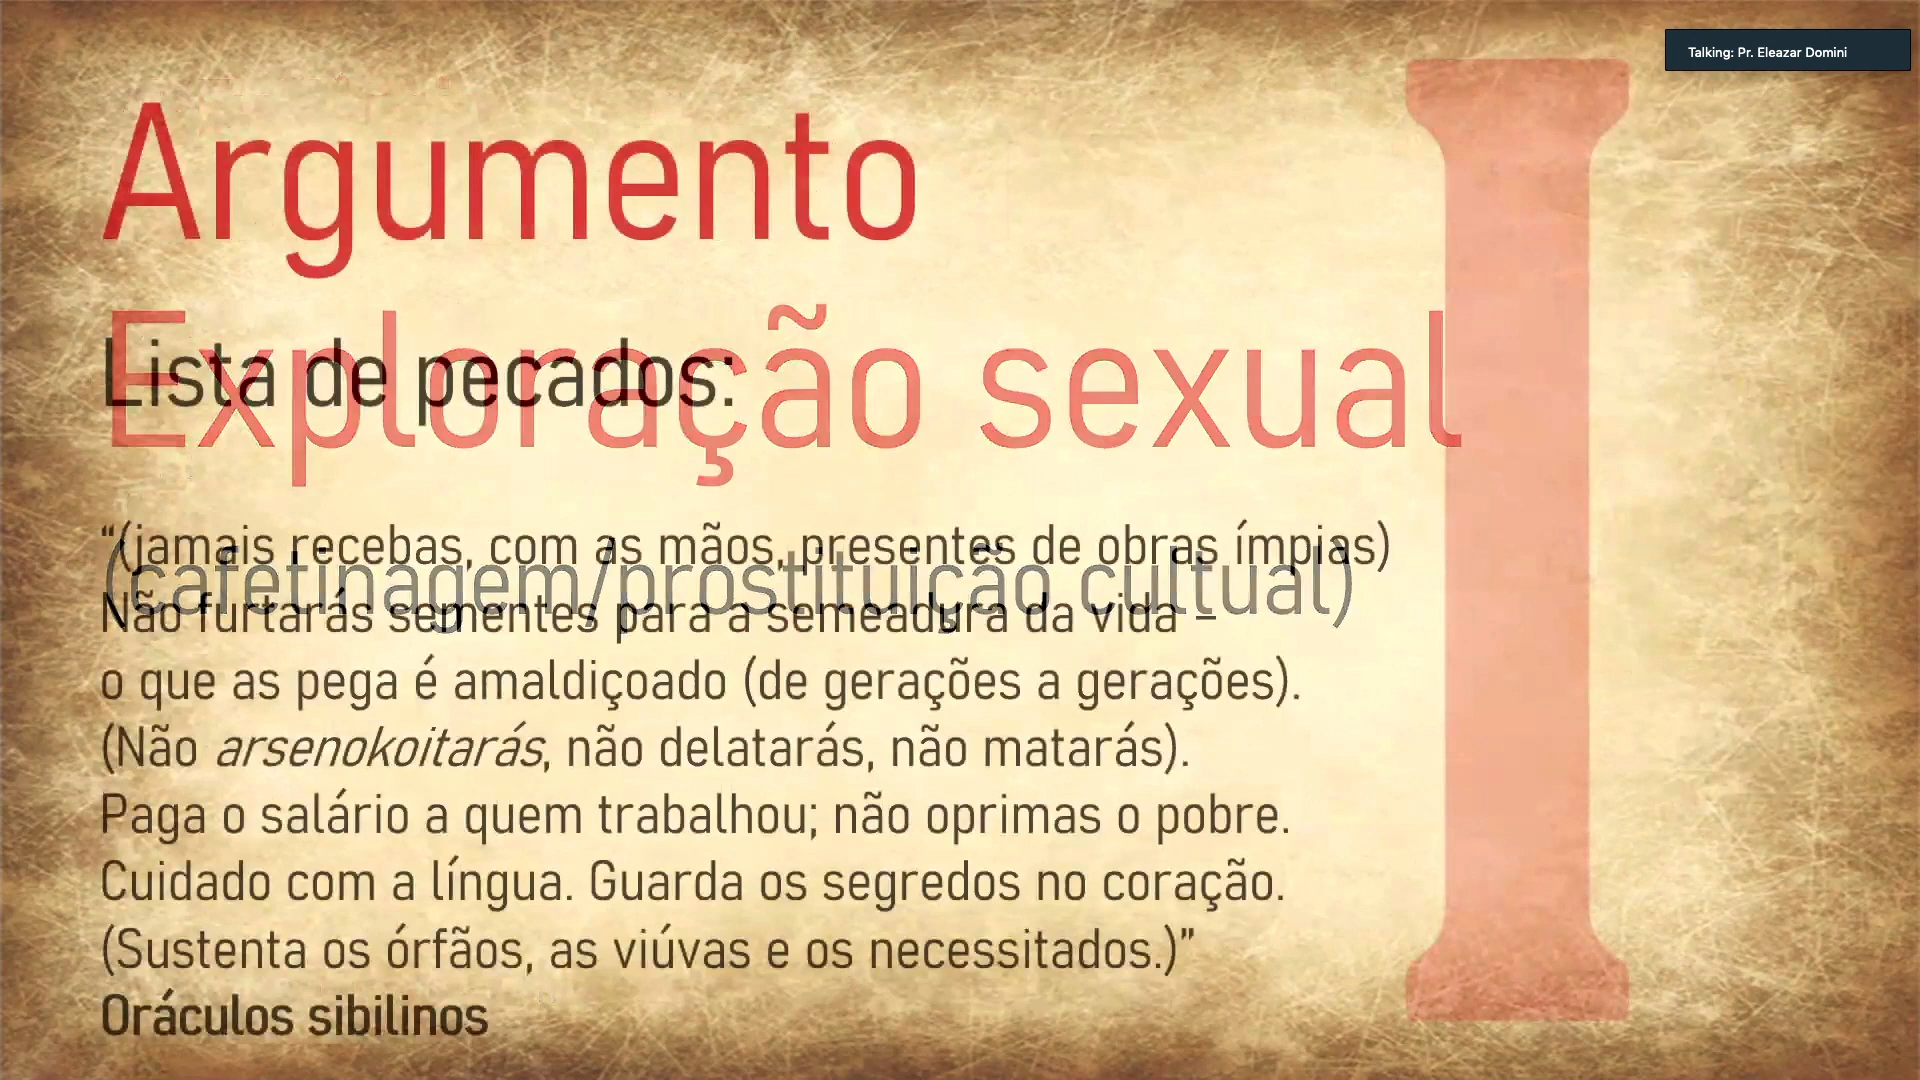 Talking: Pr. Eleazar Domini
Argumento
I
Exploração sexual
Lista de pecados:
“(jamais recebas, com as mãos, presentes de obras ímpias)
(cafetinagem/prostituição cultual)
Não furtarás sementes para a semeadura da vida –
o que as pega é amaldiçoado (de gerações a gerações).
(Não arsenokoitarás, não delatarás, não matarás).
Paga o salário a quem trabalhou; não oprimas o pobre.
Cuidado com a língua. Guarda os segredos no coração.
(Sustenta os órfãos, as viúvas e os necessitados.)”
Oráculos sibilinos